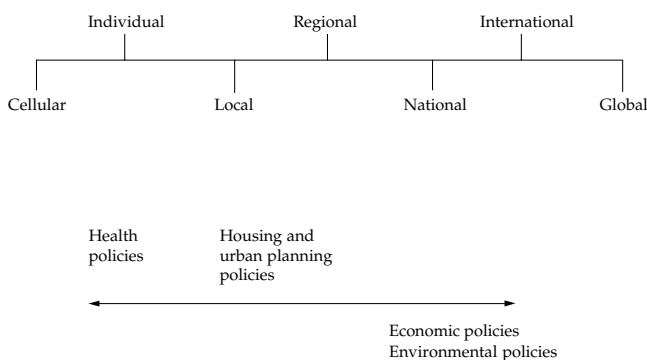 Individual Regional International
Cellular Local National Global
Health
policies
Housing and
urban planning
policies
Economic policies
Environmental policies